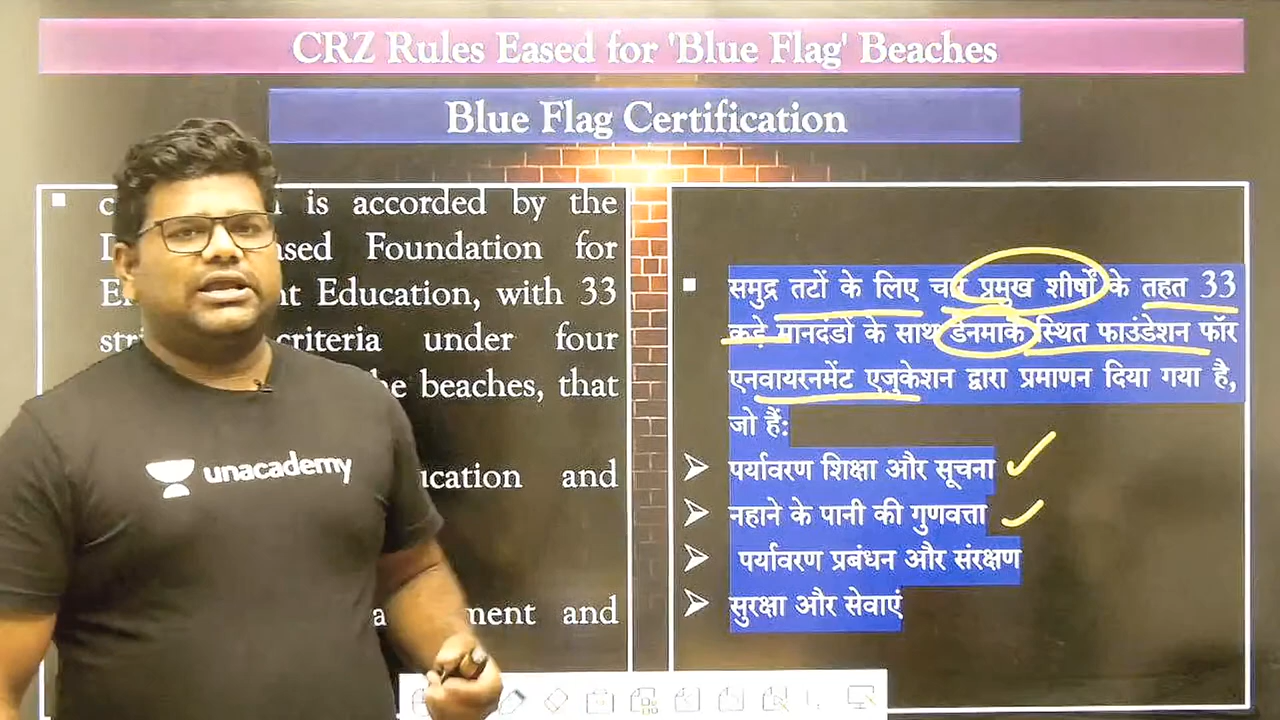 CRZ Rules Eased for 'Blue Flag' Beaches
Blue Flag Certification
is accorded by the
Foundation for
Education, with 33
criteria under four
beaches, that
and
and
unacademy
समुद्र तटों के लिए चार प्रमुख शीर्षों के तहत 33
कड़े मानदंडों के साथ डेनमार्क स्थित फाउंडेशन फॉर
एनवायरनमेंट एजुकेशन द्वारा प्रमाणन दिया गया है,
जो हैं:
पर्यावरण शिक्षा और सूचना
नहाने के पानी की गुणवत्ता
पर्यावरण प्रबंधन और संरक्षण
सुरक्षा और सेवाएं